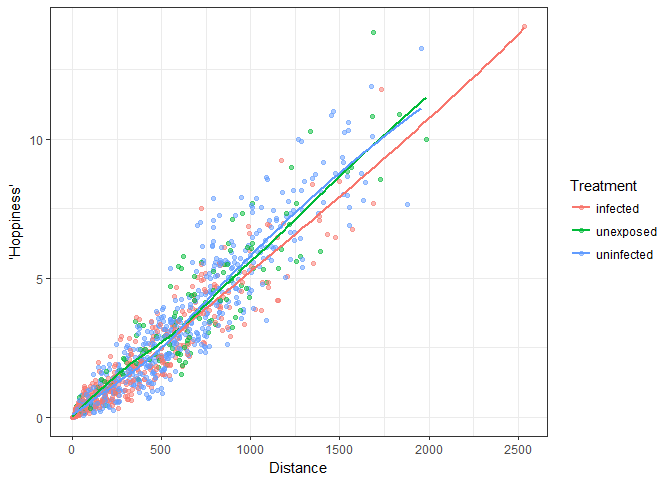 'Hoppiness'
10
5
0
0
500
1000
1500
2000
2500
Distance
Treatment
infected
unexposed
uninfected